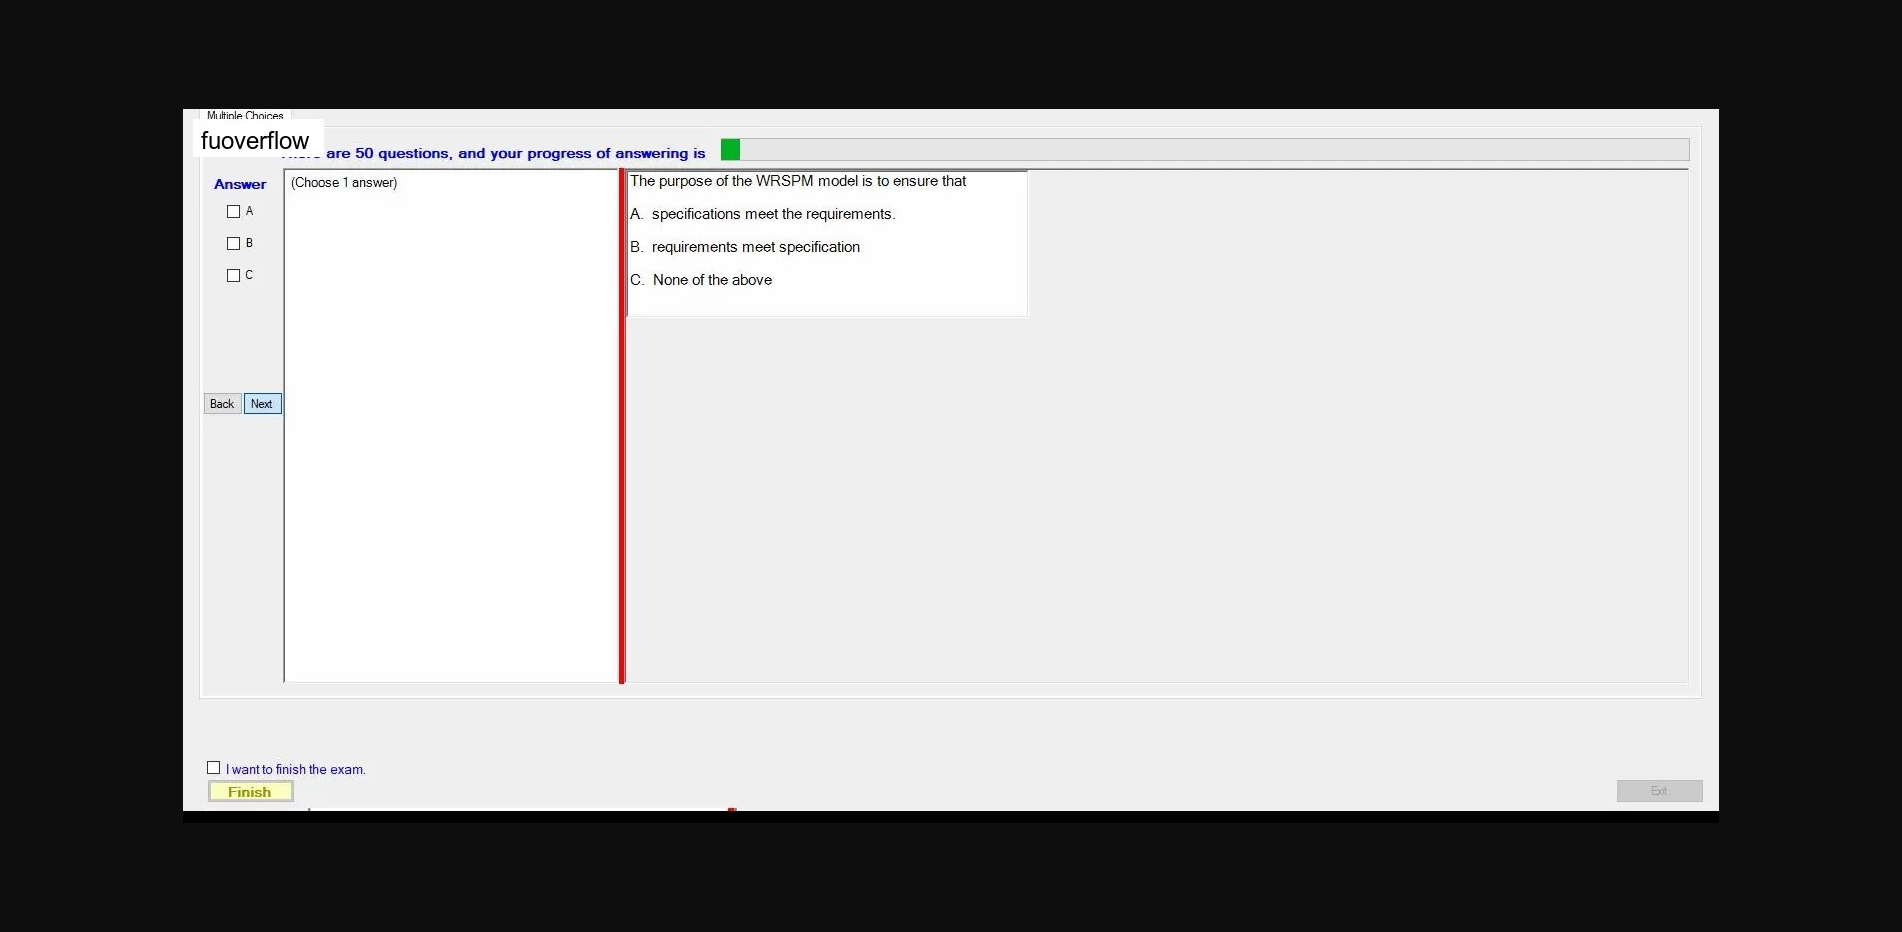 Multiple Choices
fuoverflow
are 50 questions, and your progress of answering is
Answer
(Choose 1 answer)
A
B
C
The purpose of the WRSPM model is to ensure that
A. specifications meet the requirements.
B. requirements meet specification
C. None of the above
Back Next
I want to finish the exam.
Finish
Exit